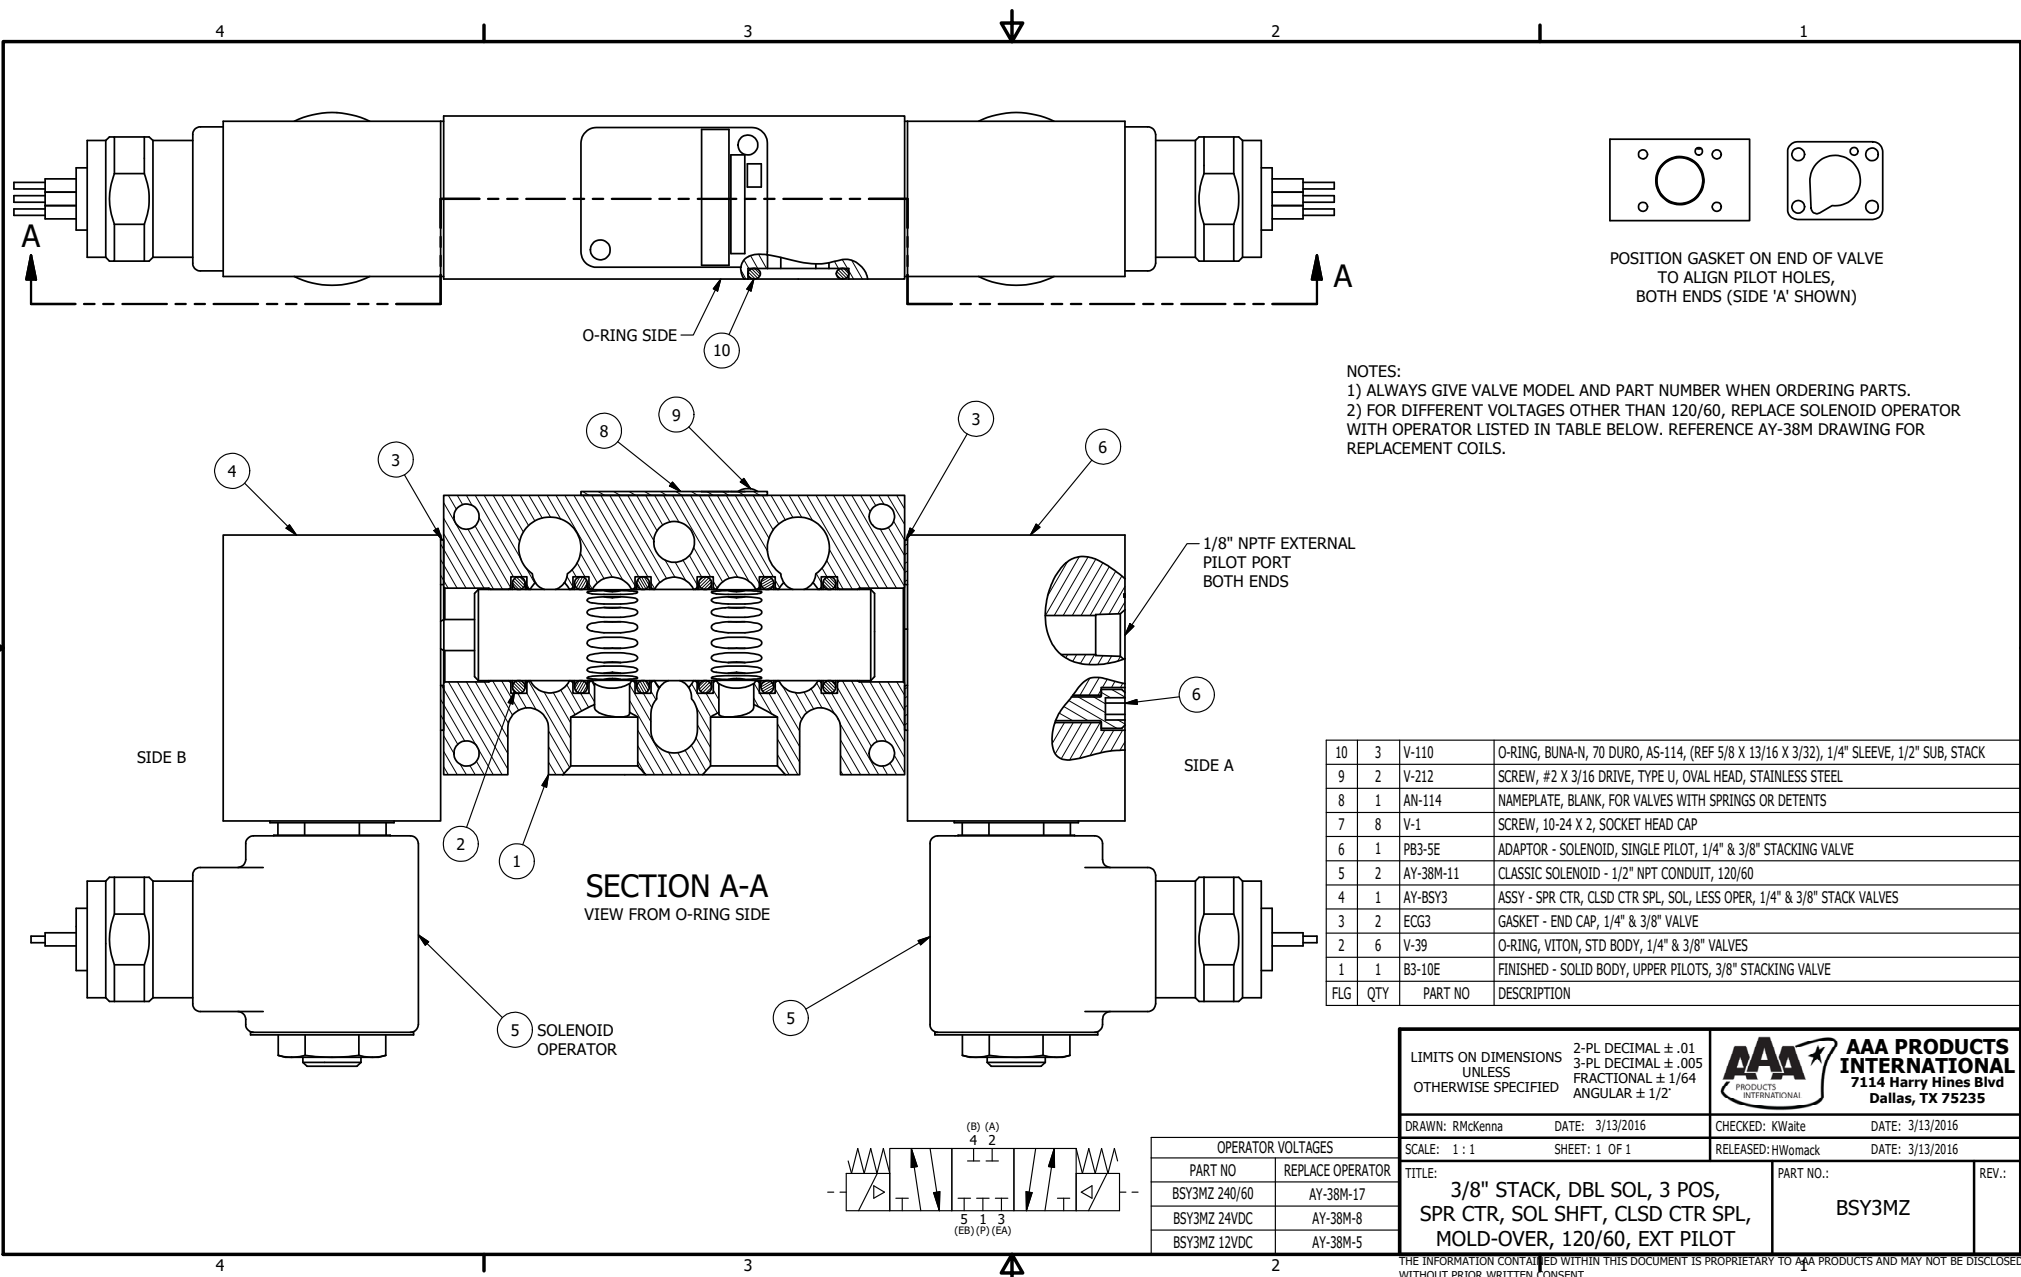 4
3
2
1
A
A
O-RING SIDE
10
POSITION GASKET ON END OF VALVE
TO ALIGN PILOT HOLES,
BOTH ENDS (SIDE 'A' SHOWN)
NOTES:
1) ALWAYS GIVE VALVE MODEL AND PART NUMBER WHEN ORDERING PARTS.
2) FOR DIFFERENT VOLTAGES OTHER THAN 120/60, REPLACE SOLENOID OPERATOR
WITH OPERATOR LISTED IN TABLE BELOW. REFERENCE AY-38M DRAWING FOR
REPLACEMENT COILS.
4
3
8
9
3
6
1/8" NPTF EXTERNAL
PILOT PORT
BOTH ENDS
6
SIDE B
SIDE A
2
1
SECTION A-A
VIEW FROM O-RING SIDE
5 SOLENOID
OPERATOR
5
10 3 V-110 O-RING, BUNA-N, 70 DURO, AS-114, (REF 5/8 X 13/16 X 3/32), 1/4" SLEEVE, 1/2" SUB, STACK
9 2 V-212 SCREW, #2 X 3/16 DRIVE, TYPE U, OVAL HEAD, STAINLESS STEEL
8 1 AN-114 NAMEPLATE, BLANK, FOR VALVES WITH SPRINGS OR DETENTS
7 8 V-1 SCREW, 10-24 X 2, SOCKET HEAD CAP
6 1 PB3-5E ADAPTOR - SOLENOID, SINGLE PILOT, 1/4" & 3/8" STACKING VALVE
5 2 AY-38M-11 CLASSIC SOLENOID - 1/2" NPT CONDUIT, 120/60
4 1 AY-BSY3 ASSY - SPR CTR, CLSD CTR SPL, SOL, LESS OPER, 1/4" & 3/8" STACK VALVES
3 2 ECG3 GASKET - END CAP, 1/4" & 3/8" VALVE
2 6 V-39 O-RING, VITON, STD BODY, 1/4" & 3/8" VALVES
1 1 B3-10E FINISHED - SOLID BODY, UPPER PILOTS, 3/8" STACKING VALVE
FLG QTY PART NO DESCRIPTION
(B) (A)
4 2
5 1 3
(EB) (P) (EA)
OPERATOR VOLTAGES
PART NO REPLACE OPERATOR
BSY3MZ 240/60 AY-38M-17
BSY3MZ 24VDC AY-38M-8
BSY3MZ 12VDC AY-38M-5
LIMITS ON DIMENSIONS
UNLESS
OTHERWISE SPECIFIED
2-PL DECIMAL ± .01
3-PL DECIMAL ± .005
FRACTIONAL ± 1/64
ANGULAR ± 1/2°
AAA
PRODUCTS
INTERNATIONAL
AAA PRODUCTS
INTERNATIONAL
7114 Harry Hines Blvd
Dallas, TX 75235
DRAWN: RMcKenna DATE: 3/13/2016 CHECKED: KWaite DATE: 3/13/2016
SCALE: 1 : 1 SHEET: 1 OF 1 RELEASED: HWomack DATE: 3/13/2016
TITLE:
3/8" STACK, DBL SOL, 3 POS,
SPR CTR, SOL SHFT, CLSD CTR SPL,
MOLD-OVER, 120/60, EXT PILOT
PART NO.:
BSY3MZ
REV.:
4
3
2
1
THE INFORMATION CONTAINED WITHIN THIS DOCUMENT IS PROPRIETARY TO AAA PRODUCTS AND MAY NOT BE DISCLOSED
WITHOUT PRIOR WRITTEN CONSENT